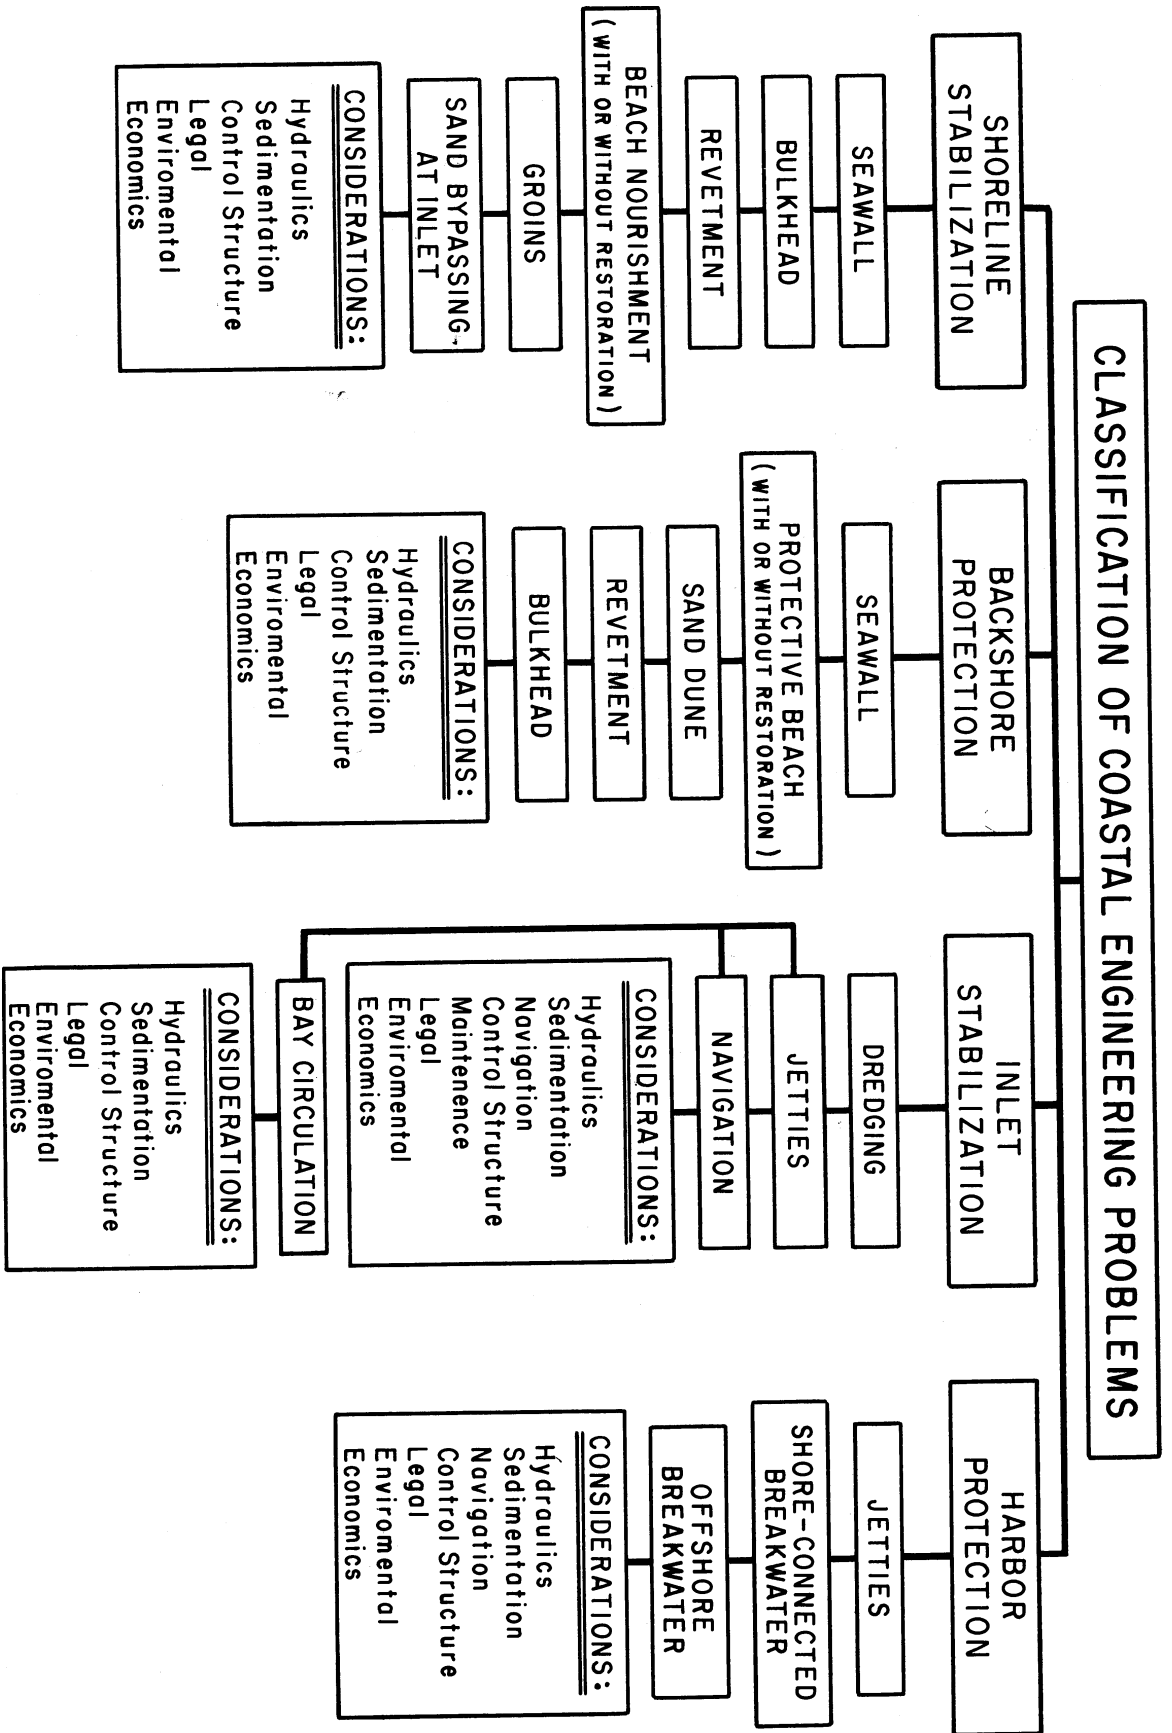 CLASSIFICATION OF COASTAL ENGINEERING PROBLEMS
SHORELINE
STABILIZATION
SEAWALL
BULKHEAD
REVETMENT
BEACH NOURISHMENT
(WITH OR WITHOUT RESTORATION)
GROINS
SAND BYPASSING
AT INLET
CONSIDERATIONS:
Hydraulics
Sedimentation
Control Structure
Legal
Enviromental
Economics
BACKSHORE
PROTECTION
SEAWALL
PROTECTIVE BEACH
(WITH OR WITHOUT RESTORATION)
SAND DUNE
REVETMENT
BULKHEAD
CONSIDERATIONS:
Hydraulics
Sedimentation
Control Structure
Legal
Enviromental
Economics
INLET
STABILIZATION
DREDGING
JETTIES
NAVIGATION
CONSIDERATIONS:
Hydraulics
Sedimentation
Navigation
Control Structure
Maintenence
Legal
Enviromental
Economics
BAY CIRCULATION
CONSIDERATIONS:
Hydraulics
Sedimentation
Control Structure
Legal
Enviromental
Economics
HARBOR
PROTECTION
JETTIES
SHORE-CONNECTED
BREAKWATER
OFFSHORE
BREAKWATER
CONSIDERATIONS:
Hydraulics
Sedimentation
Navigation
Control Structure
Legal
Enviromental
Economics